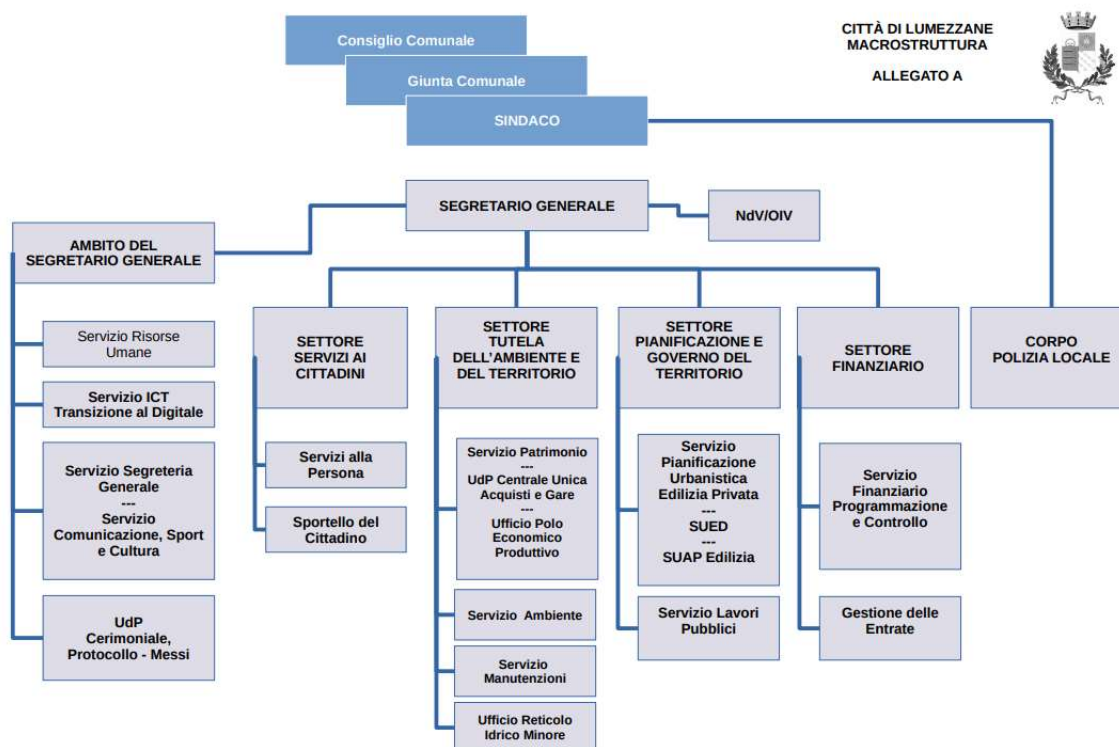 Consiglio Comunale
Giunta Comunale
SINDACO
CITTÀ DI LUMEZZANE
MACROSTRUTTURA
ALLEGATO A
SEGRETARIO GENERALE
NdV/OIV
AMBITO DEL
SEGRETARIO GENERALE
Servizio Risorse
Umane
Servizio ICT
Transizione al Digitale
Servizio Segreteria
Generale
---
Servizio
Comunicazione, Sport
e Cultura
UdP
Cerimoniale,
Protocollo - Messi
SETTORE
SERVIZI AI
CITTADINI
Servizi alla
Persona
Sportello del
Cittadino
SETTORE
TUTELA
DELL’AMBIENTE E
DEL TERRITORIO
Servizio Patrimonio
---
UdP Centrale Unica
Acquisti e Gare
---
Ufficio Polo
Economico
Produttivo
Servizio Ambiente
Servizio
Manutenzioni
Ufficio Reticolo
Idrico Minore
SETTORE
PIANIFICAZIONE E
GOVERNO DEL
TERRITORIO
Servizio
Pianificazione
Urbanistica
Edilizia Privata
---
SUED
---
SUAP Edilizia
Servizio Lavori
Pubblici
SETTORE
FINANZIARIO
Servizio
Finanziario
Programmazione
e Controllo
Gestione delle
Entrate
CORPO
POLIZIA LOCALE